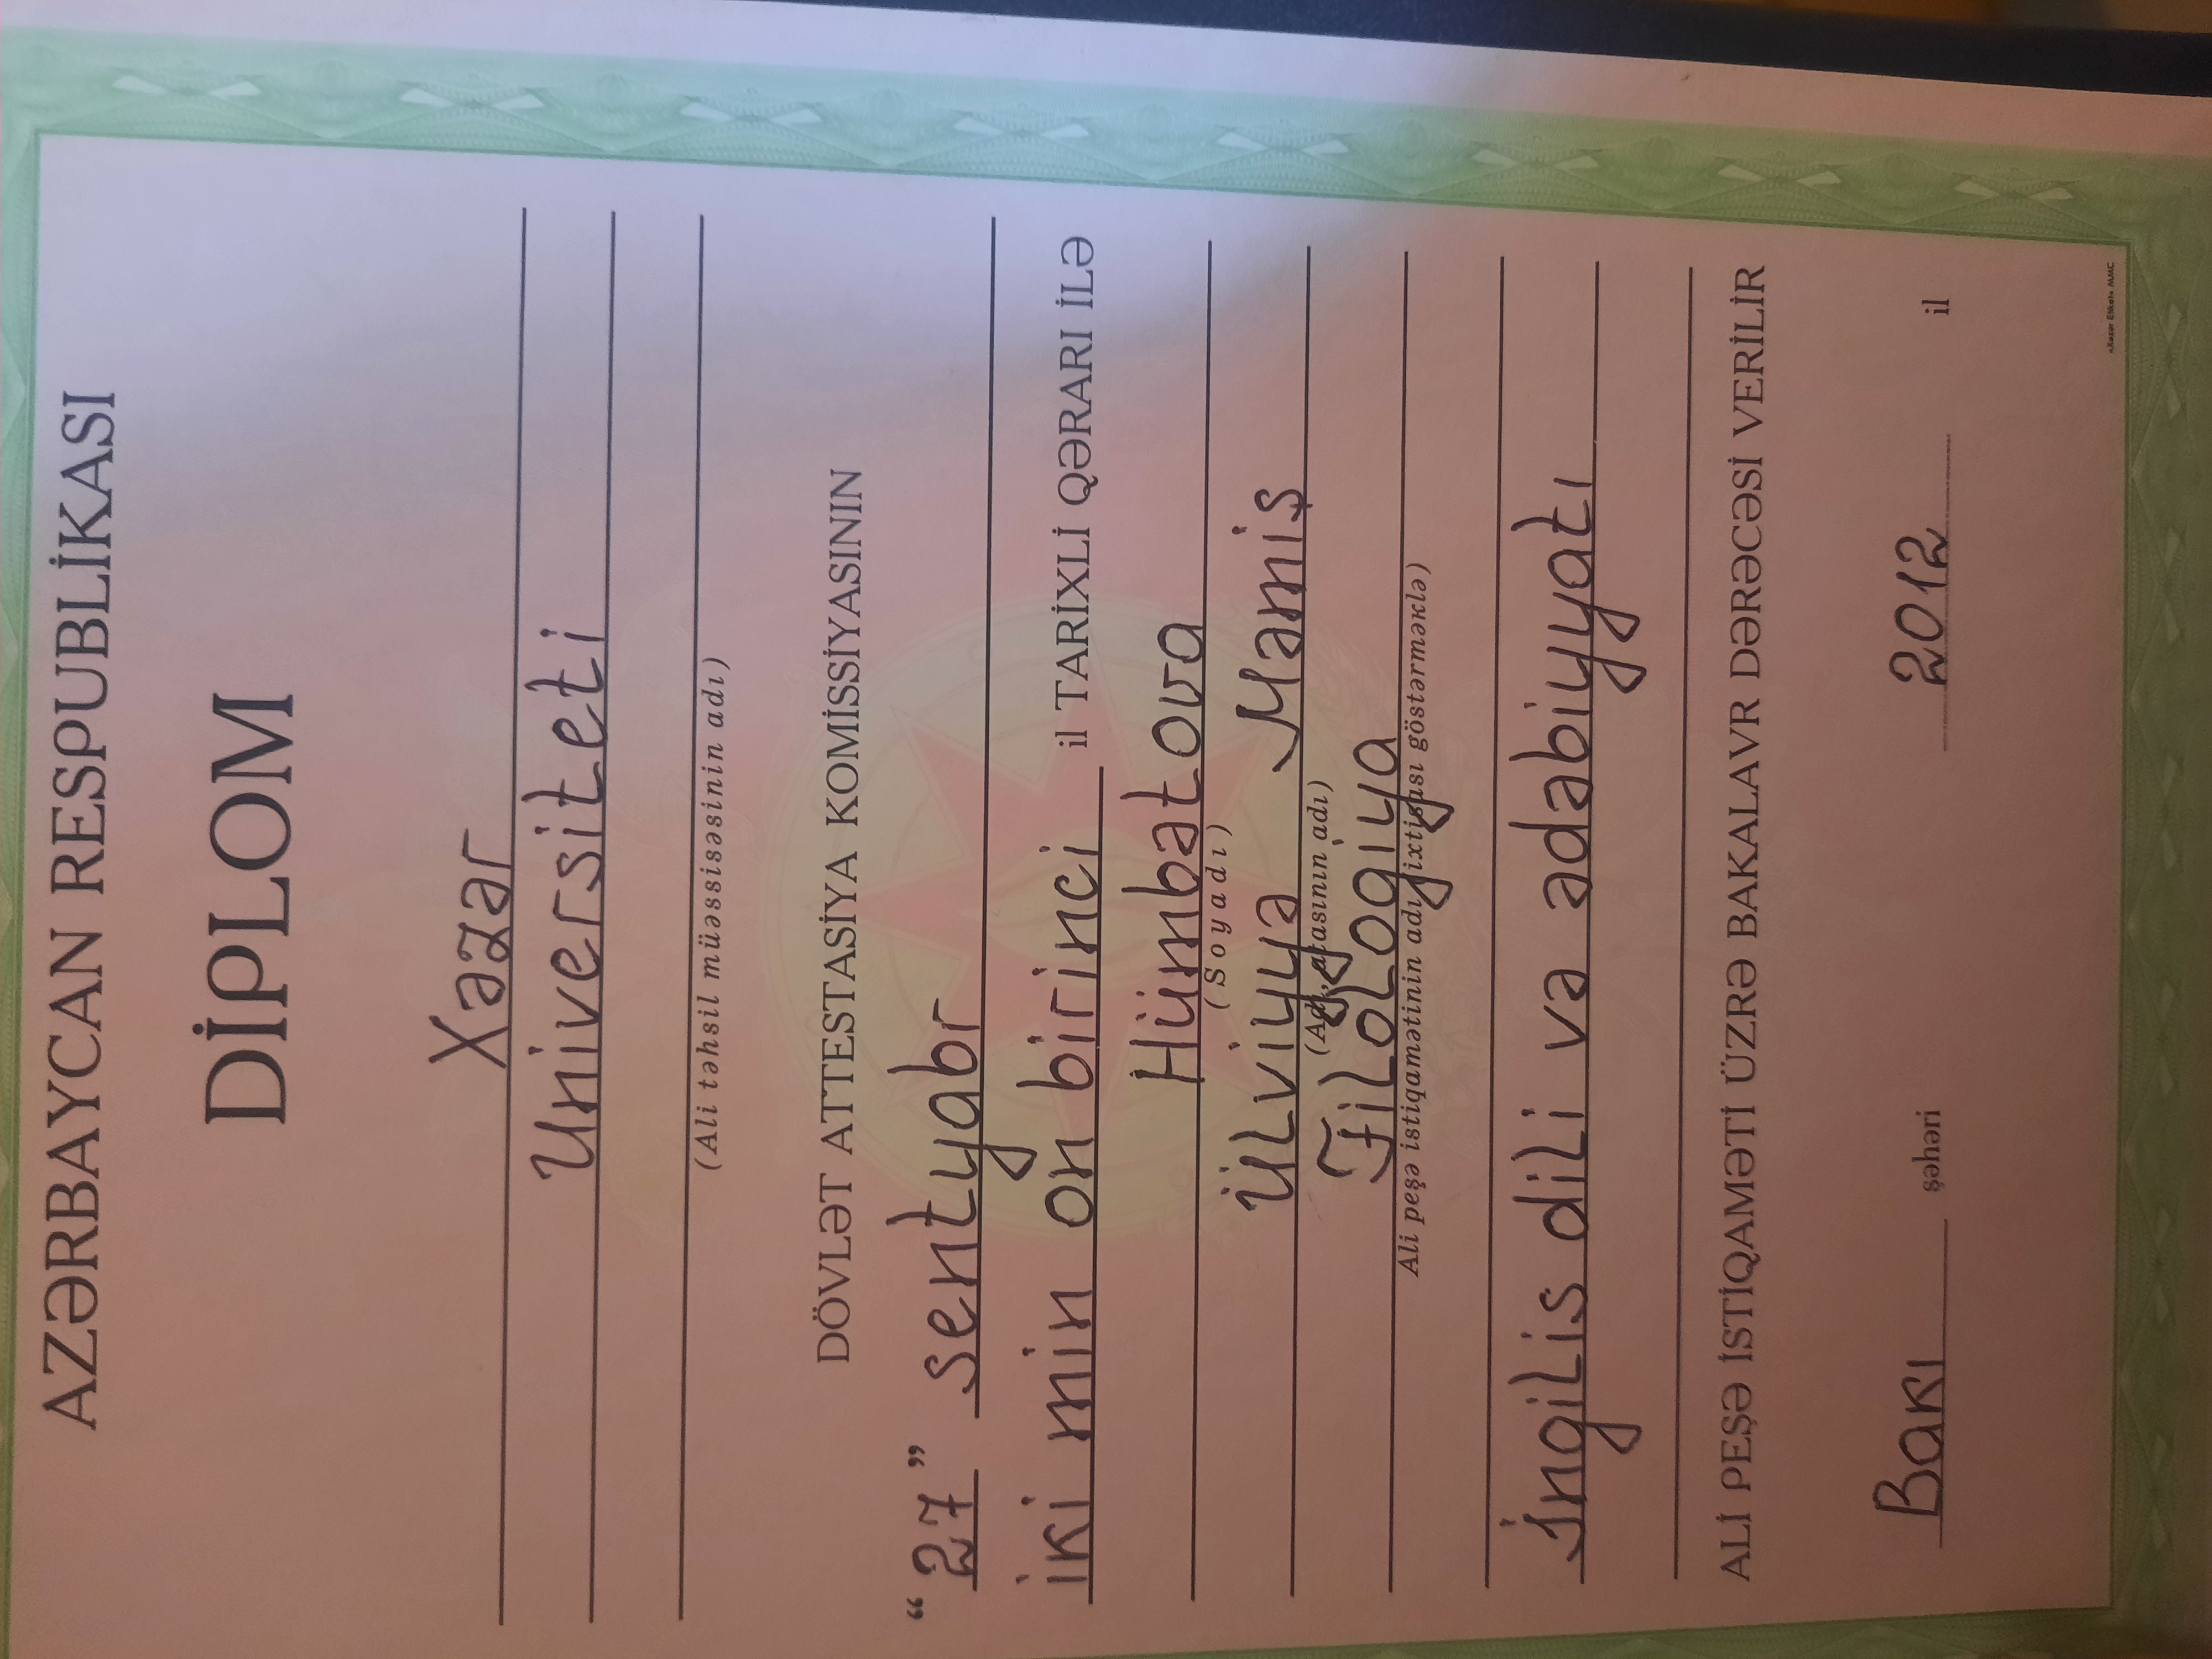 AZƏRBAYCAN RESPUBLİKASI
DİPLOM
Xəzər
Universiteti
(Ali təhsil müəssisəsinin adı)
DÖVLƏT ATTESTASİYA KOMİSSİYASININ
“27” sentyabr
iki min on birinci il TARİXLİ QƏRARI İLƏ
Hümbətova
(Soyadı)
Ülviyyə Məmiş
(Adı, atasının adı)
Filologiya
Ali peşə istiqamətinin adı (ixtisası göstərməklə)
İngilis dili və ədəbiyyatı
ALİ PEŞƏ İSTİQAMƏTİ ÜZRƏ BAKALAVR DƏRƏCƏSİ VERİLİR
Bakı şəhəri 2012 il